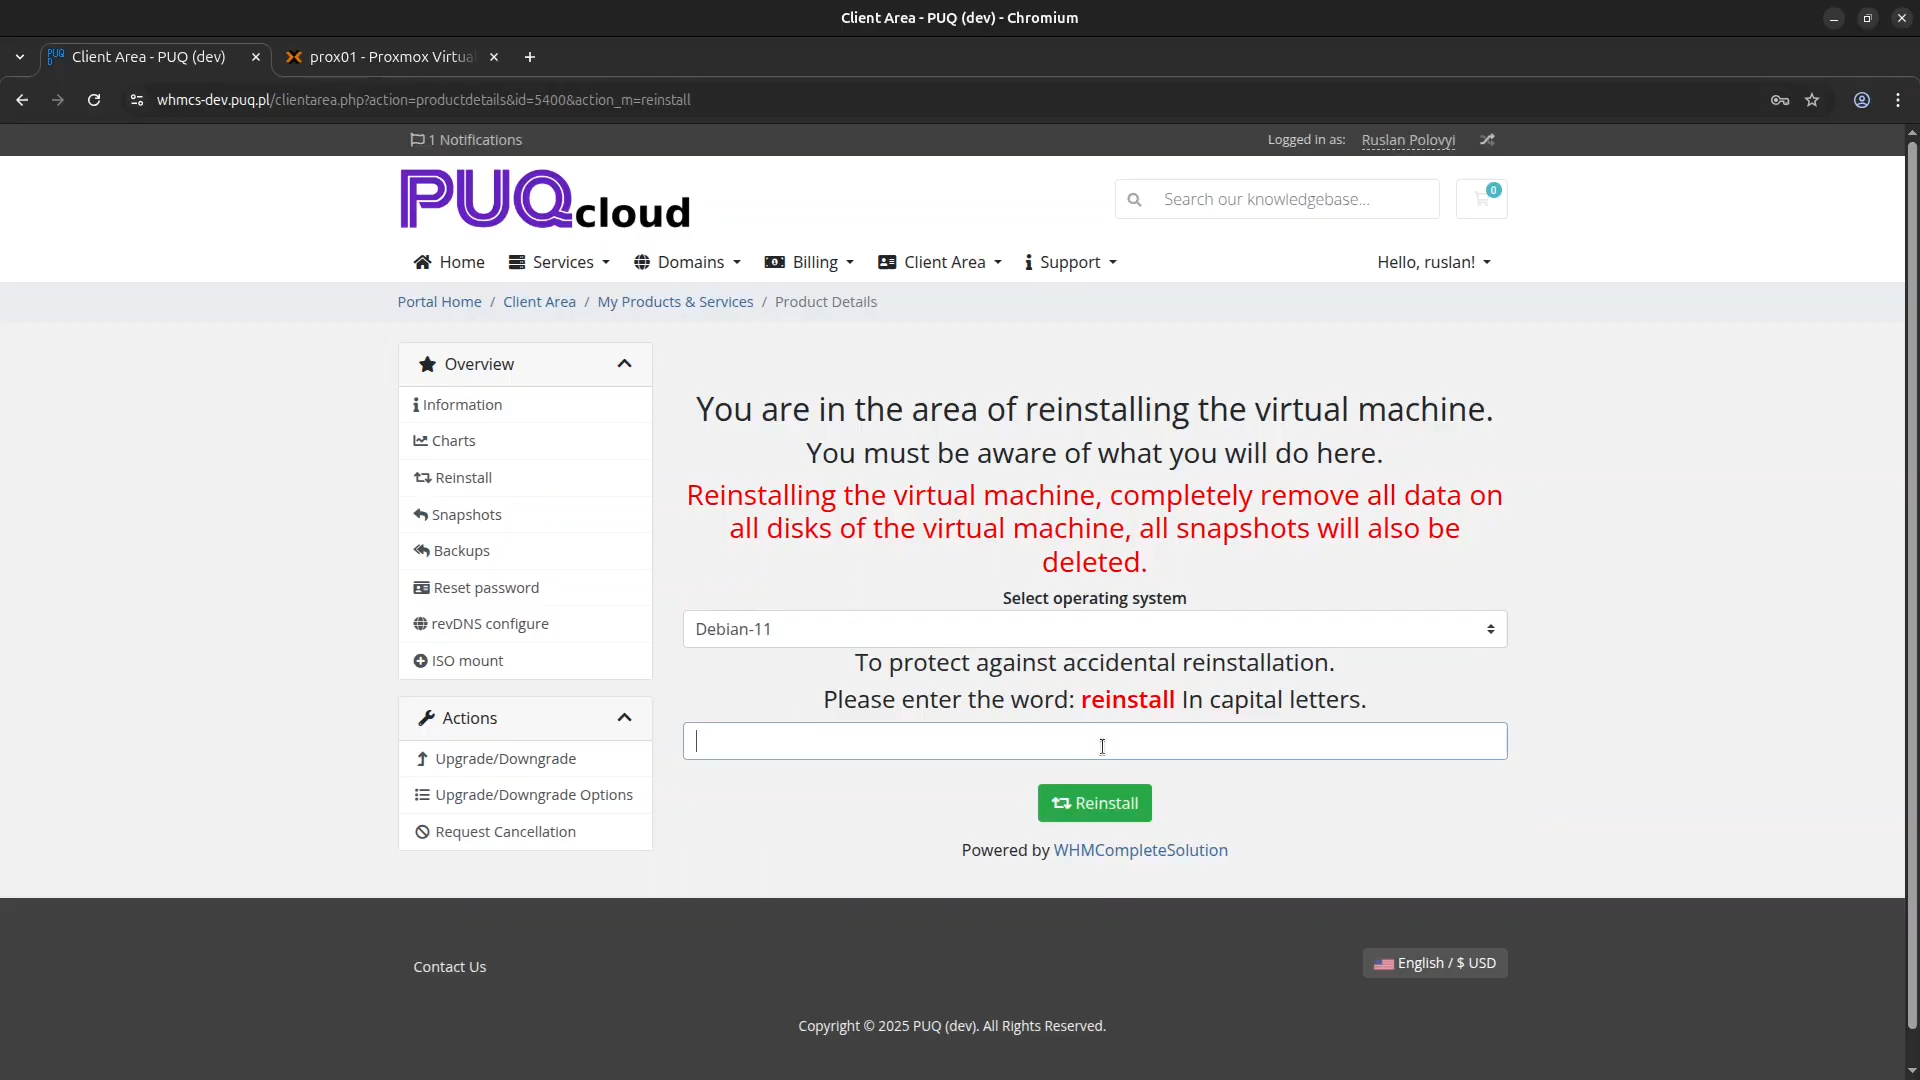 Client Area - PUQ (dev) - Chromium
Client Area - PUQ (dev)
prox01 - Proxmox Virtua
whmcs-dev.puq.pl/clientarea.php?action=productdetails&id=5400&action_m=reinstall
1 Notifications
Logged in as: Ruslan Polovyi
PUQcloud
Search our knowledgebase...
0
Home Services Domains Billing Client Area Support
Hello, ruslan!
Portal Home / Client Area / My Products & Services / Product Details
Overview
Information
Charts
Reinstall
Snapshots
Backups
Reset password
revDNS configure
ISO mount
Actions
Upgrade/Downgrade
Upgrade/Downgrade Options
Request Cancellation
You are in the area of reinstalling the virtual machine.
You must be aware of what you will do here.
Reinstalling the virtual machine, completely remove all data on
all disks of the virtual machine, all snapshots will also be
deleted.
Select operating system
Debian-11
To protect against accidental reinstallation.
Please enter the word: reinstall In capital letters.
Reinstall
Powered by WHMCompleteSolution
Contact Us
English / $ USD
Copyright © 2025 PUQ (dev). All Rights Reserved.